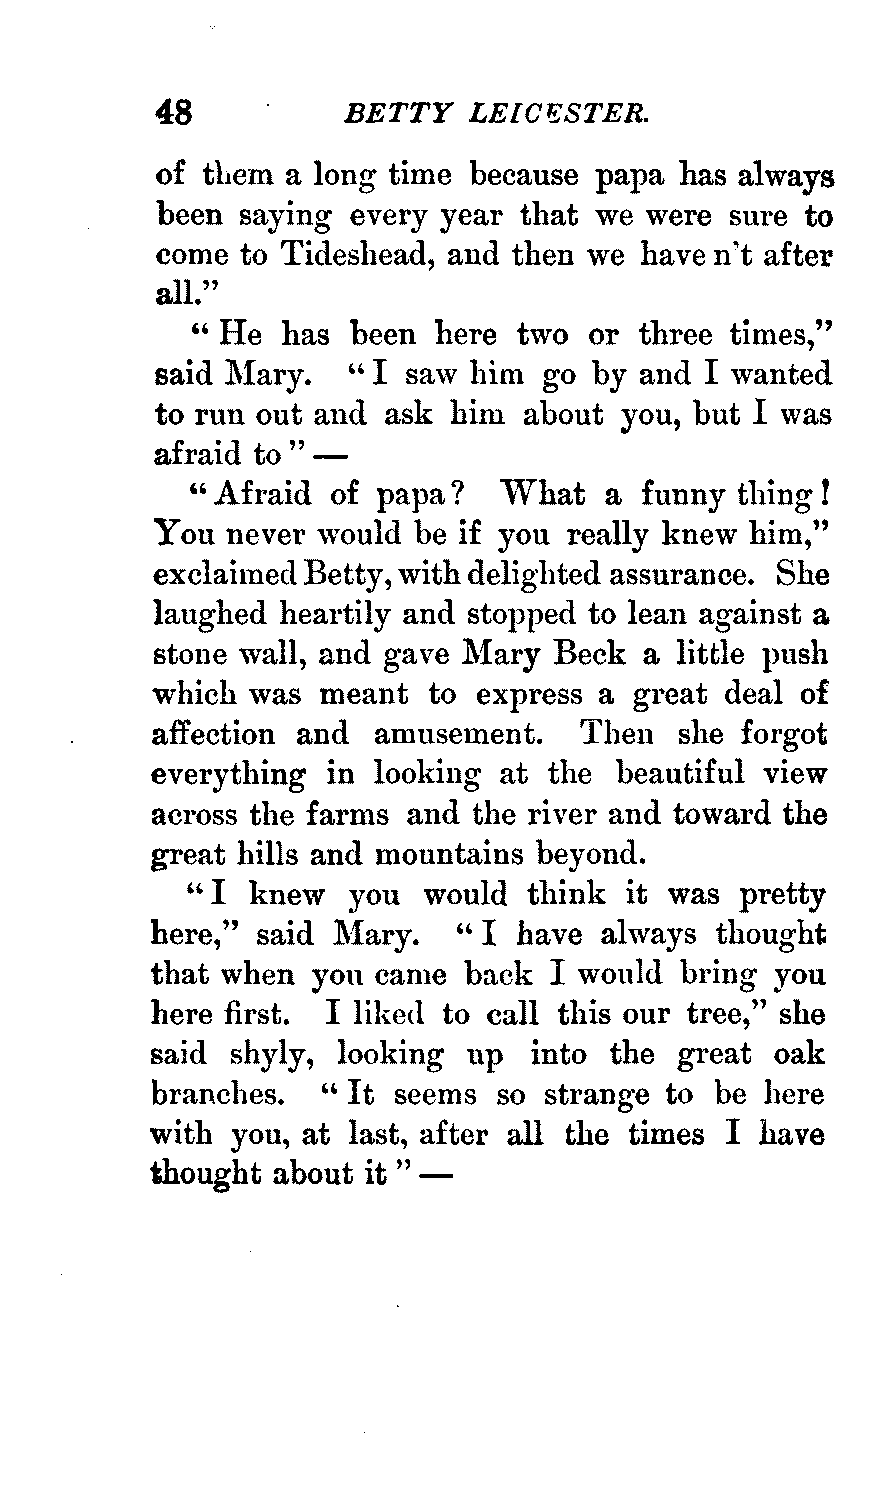 48 BETTY LEICESTER.
of them a long time because papa has always
been saying every year that we were sure to
come to Tideshead, and then we have n't after
all."
" He has been here two or three times,"
said Mary. " I saw him go by and I wanted
to run out and ask him about you, but I was
afraid to " —
" Afraid of papa? What a funny thing!
You never would be if you really knew him,"
exclaimed Betty, with delighted assurance. She
laughed heartily and stopped to lean against a
stone wall, and gave Mary Beck a little push
which was meant to express a great deal of
affection and amusement. Then she forgot
everything in looking at the beautiful view
across the farms and the river and toward the
great hills and mountains beyond.
" I knew you would think it was pretty
here," said Mary. " I have always thought
that when you came back I would bring you
here first. I liked to call this our tree," she
said shyly, looking up into the great oak
branches. " It seems so strange to be here
with you, at last, after all the times I have
thought about it " —